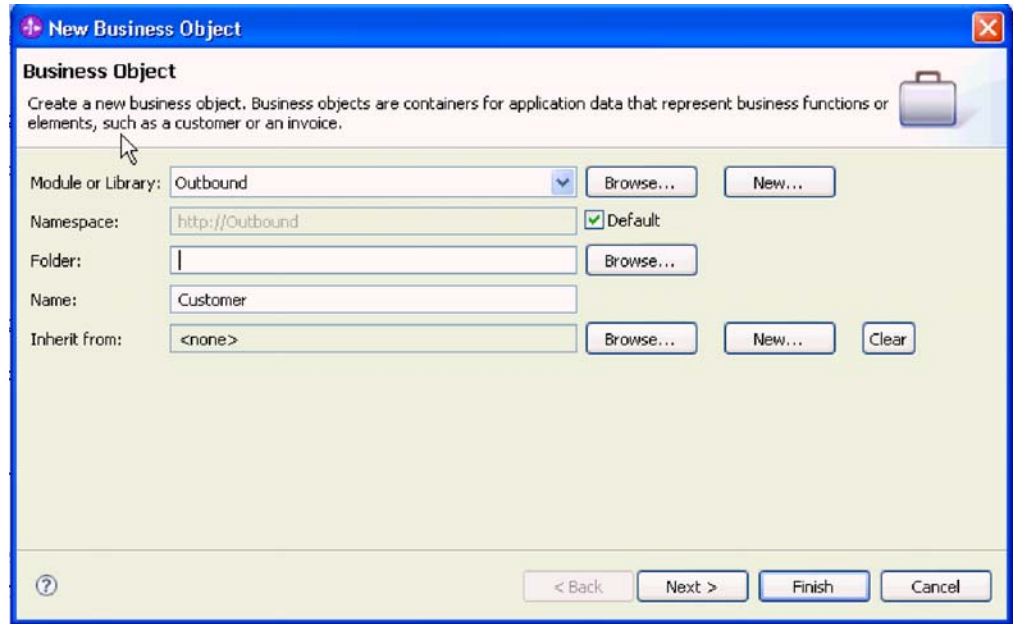 New Business Object
Business Object
Create a new business object. Business objects are containers for application data that represent business functions or
elements, such as a customer or an invoice.
Module or Library: Outbound Browse... New...
Namespace: http://Outbound Default
Folder: Browse...
Name: Customer
Inherit from: <none> Browse... New... Clear
? < Back Next > Finish Cancel